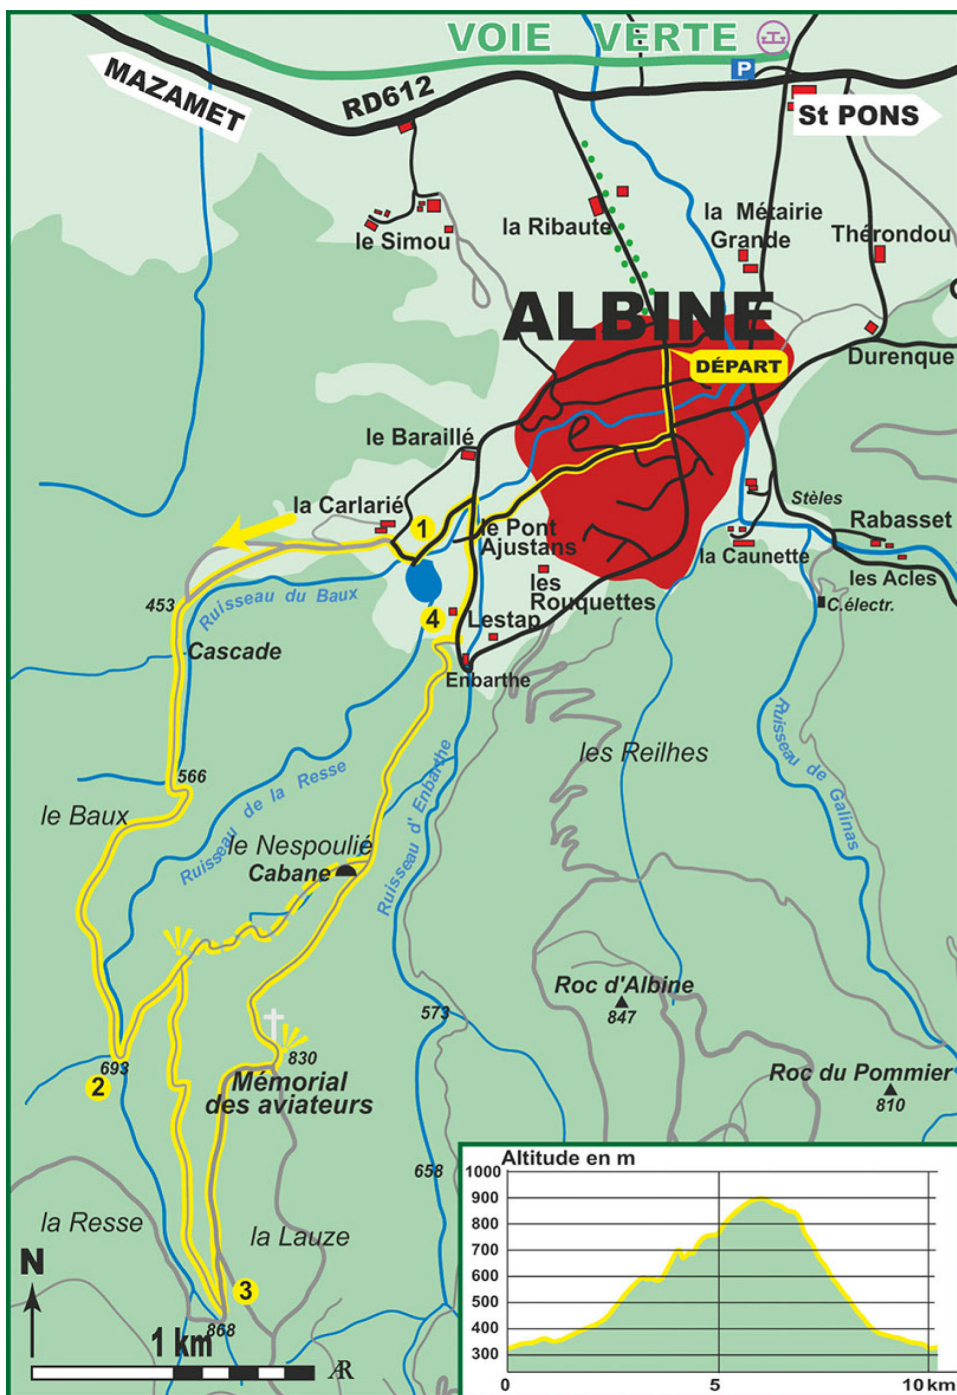 VOIE VERTE
P
MAZAMET
RD612
St PONS
le Simou
la Ribaute
la Métairie
Grande
Thérondou
ALBINE
DÉPART
Durenque
le Baraillé
la Carlarié
1
le Pont
Ajustans
Stèles
Rabasset
la Caunette
les Acles
C.électr.
les
Rouquettes
453
Ruisseau du Baux
4
Lestap
Cascade
Enbarthe
566
le Baux
Ruisseau de la Resse
Ruisseau d'Enbarthe
les Reilhes
Ruisseau de Galinas
le Nespoulié
Cabane
Roc d'Albine
847
573
693
2
830
Mémorial
des aviateurs
Roc du Pommier
810
658
la Resse
la Lauze
3
868
N
1 km
AR
Altitude en m
1000
900
800
700
600
500
400
300
0
5
10 km